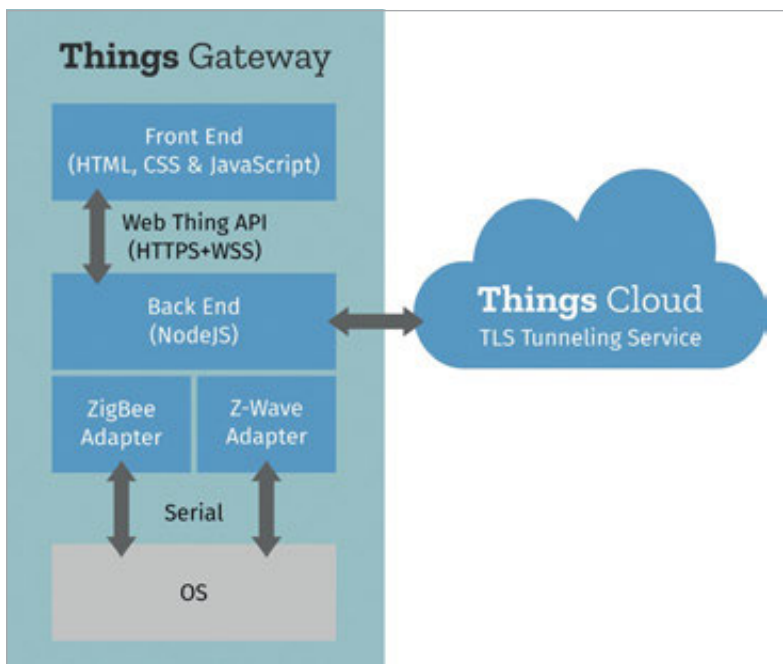 Things Gateway
Front End
(HTML, CSS & JavaScript)
Web Thing API
(HTTPS+WSS)
Back End
(NodeJS)
Things Cloud
TLS Tunneling Service
ZigBee
Adapter
Z-Wave
Adapter
Serial
OS